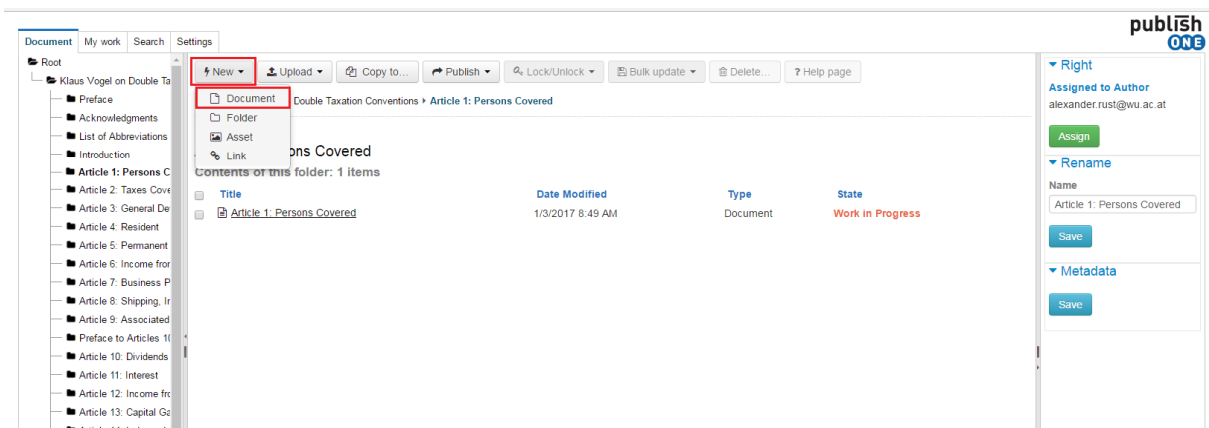 publish
ONE
Document My work Search Settings
Root
Klaus Vogel on Double Ta
Preface
Acknowledgments
List of Abbreviations
Introduction
Article 1: Persons C
Article 2: Taxes Cove
Article 3: General De
Article 4: Resident
Article 5: Permanent
Article 6: Income fror
Article 7: Business P
Article 8: Shipping, Ir
Article 9: Associated
Preface to Articles 1(
Article 10: Dividends
Article 11: Interest
Article 12: Income frc
Article 13: Capital Ga
New Upload Copy to... Publish Lock/Unlock Bulk update Delete... ? Help page
Document
Folder
Asset
Link
Double Taxation Conventions Article 1: Persons Covered
ons Covered
Contents of this folder: 1 items
Title Date Modified Type State
Article 1: Persons Covered 1/3/2017 8:49 AM Document Work in Progress
Right
Assigned to Author
alexander.rust@wu.ac.at
Assign
Rename
Name
Article 1: Persons Covered
Save
Metadata
Save